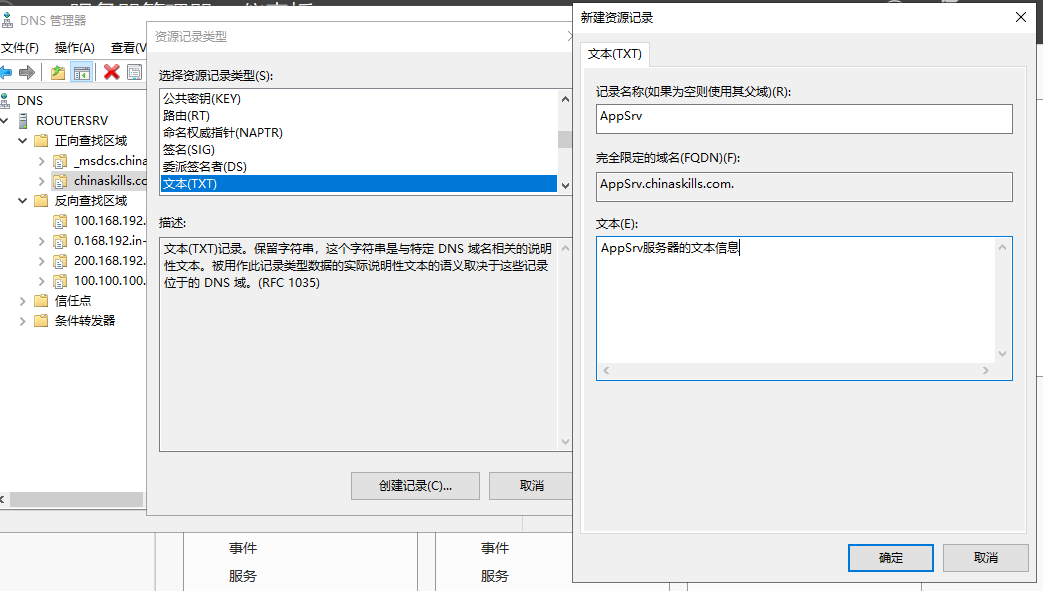 DNS 管理器
文件(F) 操作(A) 查看(V
DNS
ROUTERSRV
正向查找区域
_msdcs.china
chinaskills.cc
反向查找区域
100.168.192.
0.168.192.in-
200.168.192.
100.100.100.
信任点
条件转发器
资源记录类型
选择资源记录类型(S):
公共密钥(KEY)
路由(RT)
命名权威指针(NAPTR)
签名(SIG)
委派签名者(DS)
文本(TXT)
描述:
文本(TXT)记录。保留字符串，这个字符串是与特定 DNS 域名相关的说明
性文本。被用作此记录类型数据的实际说明性文本的语义取决于这些记录
位于的 DNS 域。(RFC 1035)
创建记录(C)...
取消
新建资源记录
文本(TXT)
记录名称(如果为空则使用其父域)(R):
AppSrv
完全限定的域名(FQDN)(F):
AppSrv.chinaskills.com.
文本(E):
AppSrv服务器的文本信息
确定
取消
事件
服务
事件
服务